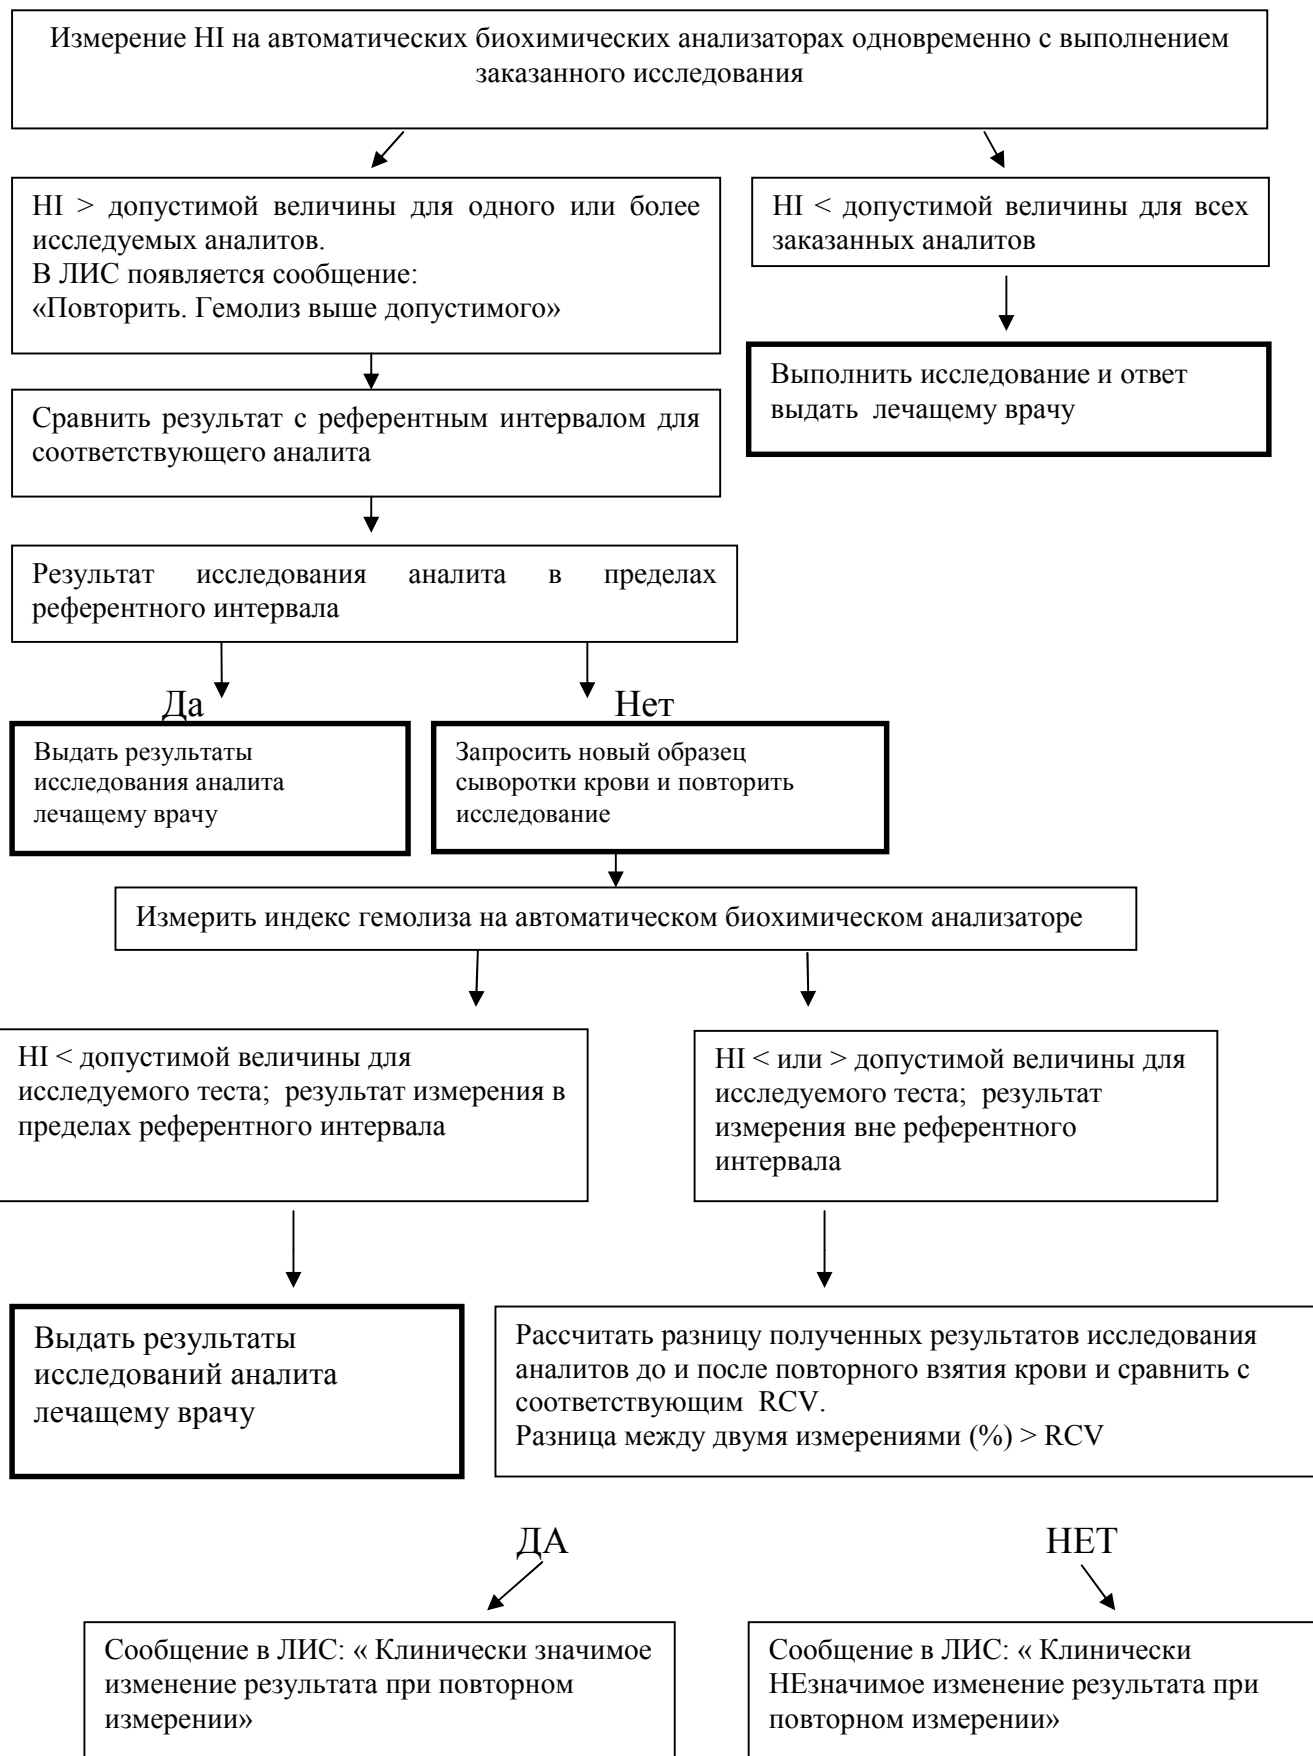 Измерение HI на автоматических биохимических анализаторах одновременно с выполнением
заказанного исследования
HI > допустимой величины для одного или более
исследуемых аналитов.
В ЛИС появляется сообщение:
«Повторить. Гемолиз выше допустимого»
HI < допустимой величины для всех
заказанных аналитов
Выполнить исследование и ответ
выдать лечащему врачу
Сравнить результат с референтным интервалом для
соответствующего аналита
Результат исследования аналита в пределах
референтного интервала
Да
Нет
Выдать результаты
исследования аналита
лечащему врачу
Запросить новый образец
сыворотки крови и повторить
исследование
Измерить индекс гемолиза на автоматическом биохимическом анализаторе
HI < допустимой величины для
исследуемого теста; результат измерения в
пределах референтного интервала
HI < или > допустимой величины для
исследуемого теста; результат
измерения вне референтного
интервала
Выдать результаты
исследований аналита
лечащему врачу
Рассчитать разницу полученных результатов исследования
аналитов до и после повторного взятия крови и сравнить с
соответствующим RCV.
Разница между двумя измерениями (%) > RCV
ДА
НЕТ
Сообщение в ЛИС: « Клинически значимое
изменение результата при повторном
измерении»
Сообщение в ЛИС: « Клинически
НЕзначимое изменение результата при
повторном измерении»